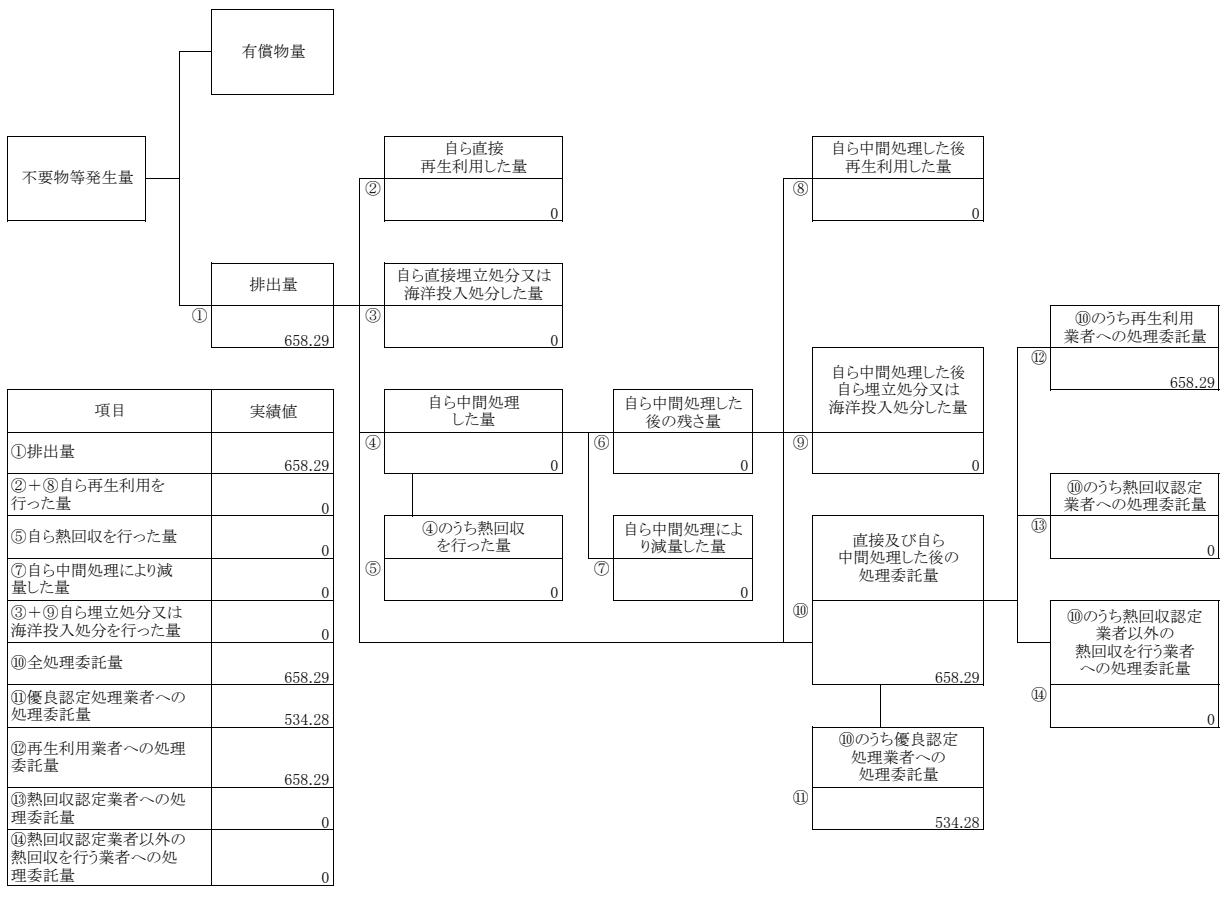 有償物量
不要物等発生量
自ら直接
再生利用した量
②
0
自ら中間処理した後
再生利用した量
⑧
0
排出量
①
658.29
自ら直接埋立処分又は
海洋投入処分した量
③
0
⑩のうち再生利用
業者への処理委託量
⑫
658.29
自ら中間処理
した量
④
0
自ら中間処理した
後の残さ量
⑥
0
自ら中間処理した後
自ら埋立処分又は
海洋投入処分した量
⑨
0
⑩のうち熱回収認定
業者への処理委託量
⑬
0
④のうち熱回収
を行った量
⑤
0
自ら中間処理によ
り減量した量
⑦
0
直接及び自ら
中間処理した後の
処理委託量
⑩
658.29
⑩のうち熱回収認定
業者以外の
熱回収を行う業者
への処理委託量
⑭
0
⑩のうち優良認定
処理業者への
処理委託量
⑪
534.28
項目
実績値
①排出量
658.29
②＋⑧自ら再生利用を
行った量
0
⑤自ら熱回収を行った量
0
⑦自ら中間処理により減
量した量
0
③＋⑨自ら埋立処分又は
海洋投入処分を行った量
0
⑩全処理委託量
658.29
⑪優良認定処理業者への
処理委託量
534.28
⑫再生利用業者への処理
委託量
658.29
⑬熱回収認定業者への処
理委託量
0
⑭熱回収認定業者以外の
熱回収を行う業者への処
理委託量
0